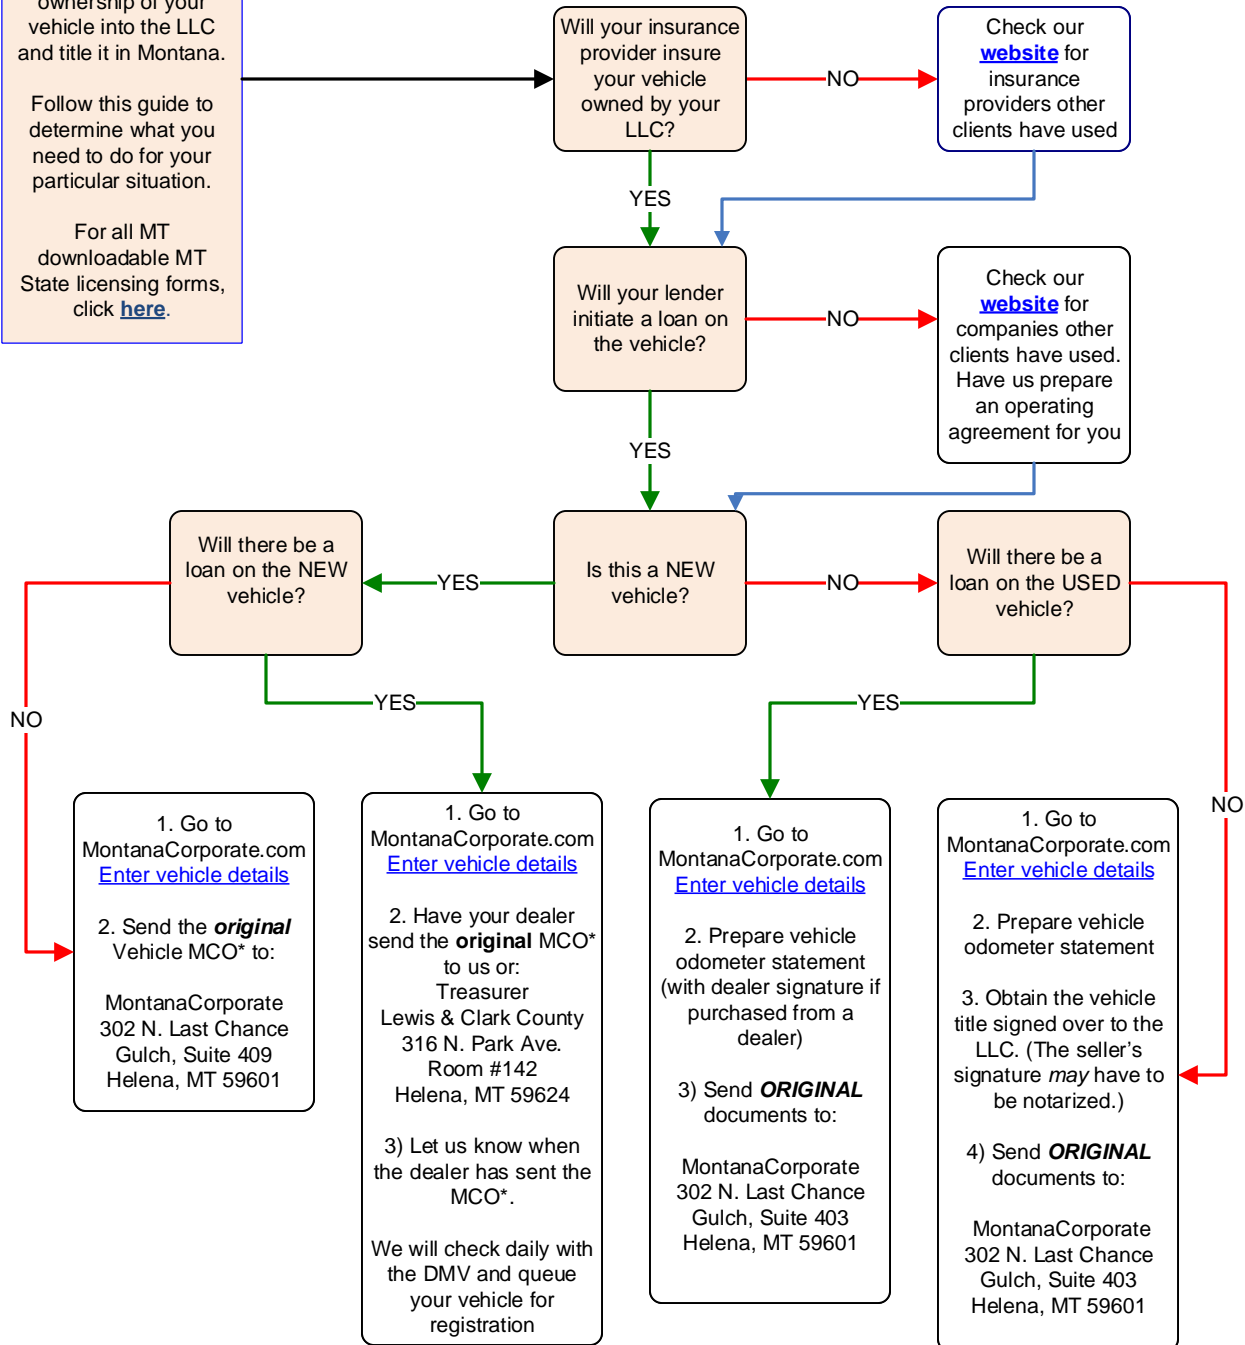 ownership of your
vehicle into the LLC
and title it in Montana.
Follow this guide to
determine what you
need to do for your
particular situation.
For all MT
downloadable MT
State licensing forms,
click here.
Will your insurance
provider insure
your vehicle
owned by your
LLC?
NO
Check our
website for
insurance
providers other
clients have used
YES
Will your lender
initiate a loan on
the vehicle?
NO
Check our
website for
companies other
clients have used.
Have us prepare
an operating
agreement for you
YES
Will there be a
loan on the NEW
vehicle?
YES
Is this a NEW
vehicle?
NO
Will there be a
loan on the USED
vehicle?
NO
YES
YES
NO
1. Go to
MontanaCorporate.com
Enter vehicle details
2. Send the original
Vehicle MCO* to:
MontanaCorporate
302 N. Last Chance
Gulch, Suite 409
Helena, MT 59601
1. Go to
MontanaCorporate.com
Enter vehicle details
2. Have your dealer
send the original MCO*
to us or:
Treasurer
Lewis & Clark County
316 N. Park Ave.
Room #142
Helena, MT 59624
3) Let us know when
the dealer has sent the
MCO*.
We will check daily with
the DMV and queue
your vehicle for
registration
1. Go to
MontanaCorporate.com
Enter vehicle details
2. Prepare vehicle
odometer statement
(with dealer signature if
purchased from a
dealer)
3) Send ORIGINAL
documents to:
MontanaCorporate
302 N. Last Chance
Gulch, Suite 403
Helena, MT 59601
1. Go to
MontanaCorporate.com
Enter vehicle details
2. Prepare vehicle
odometer statement
3. Obtain the vehicle
title signed over to the
LLC. (The seller's
signature may have to
be notarized.)
4) Send ORIGINAL
documents to:
MontanaCorporate
302 N. Last Chance
Gulch, Suite 403
Helena, MT 59601